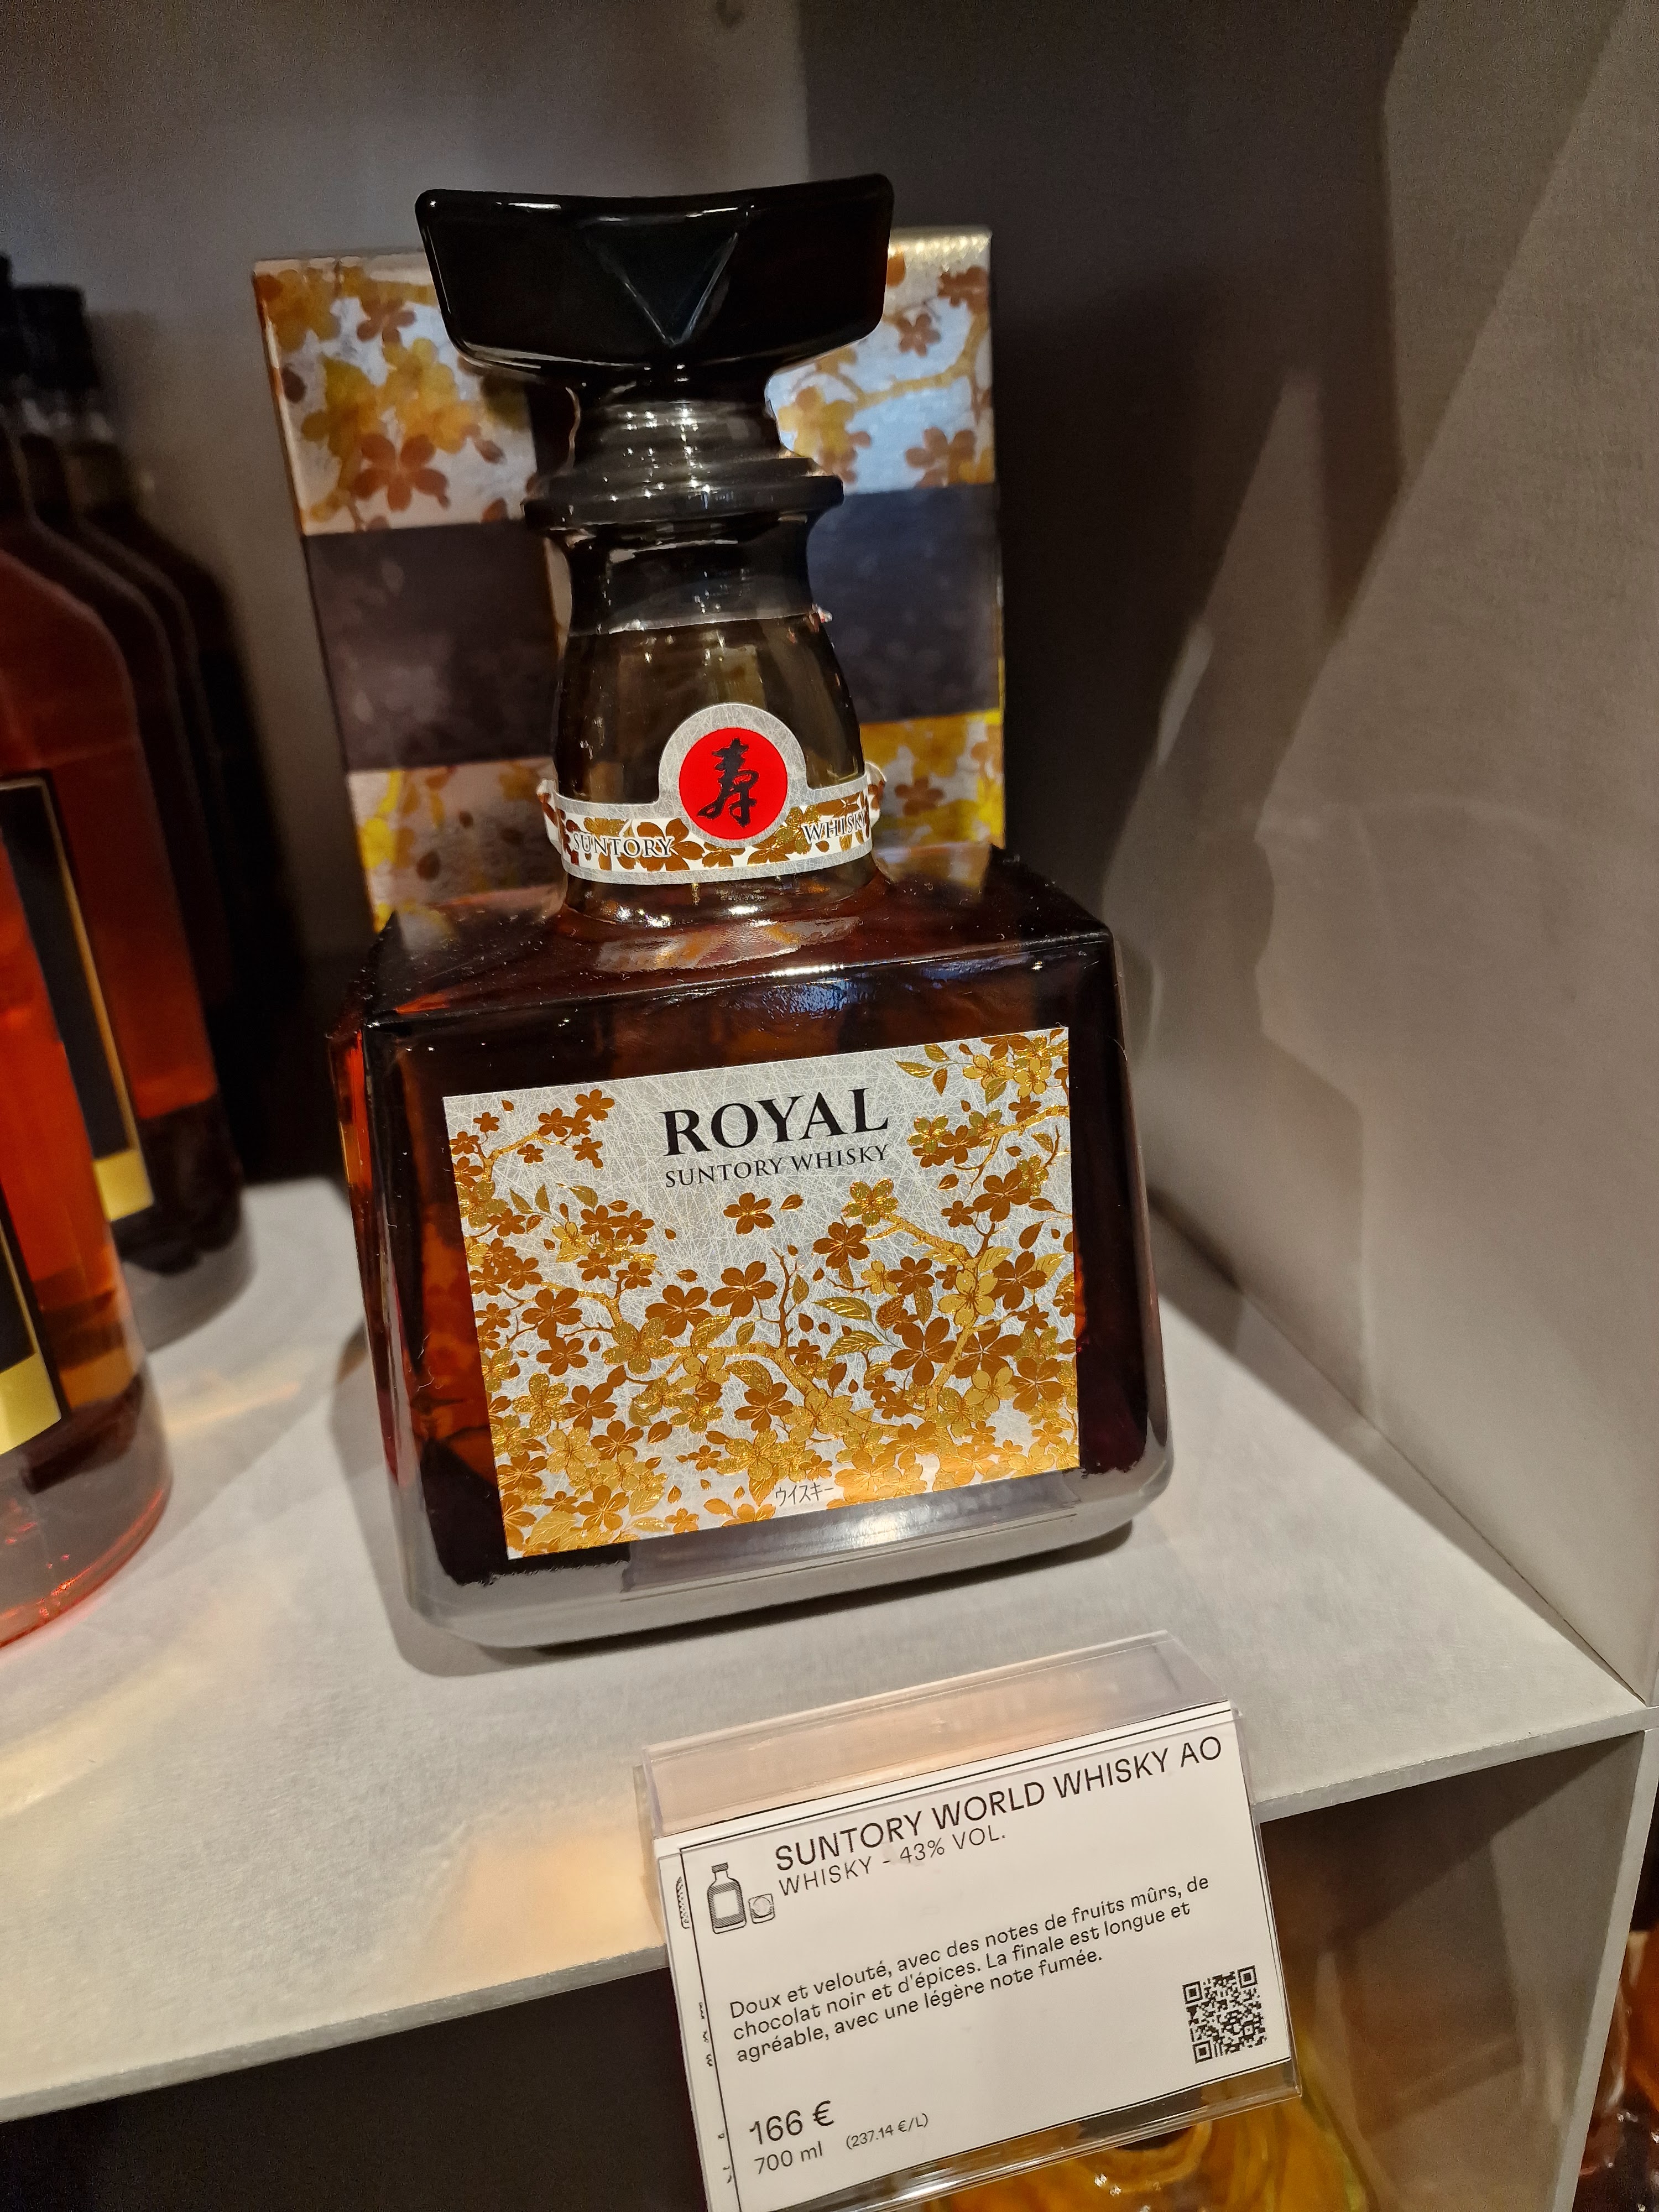 寿
SUNTORY WHISKY
ROYAL
SUNTORY WHISKY
ウイスキー
SUNTORY WORLD WHISKY AO
WHISKY - 43% VOL.
Doux et velouté, avec des notes de fruits mûrs, de
chocolat noir et d'épices. La finale est longue et
agréable, avec une légère note fumée.
166 €
700 ml (237.14 €/L)